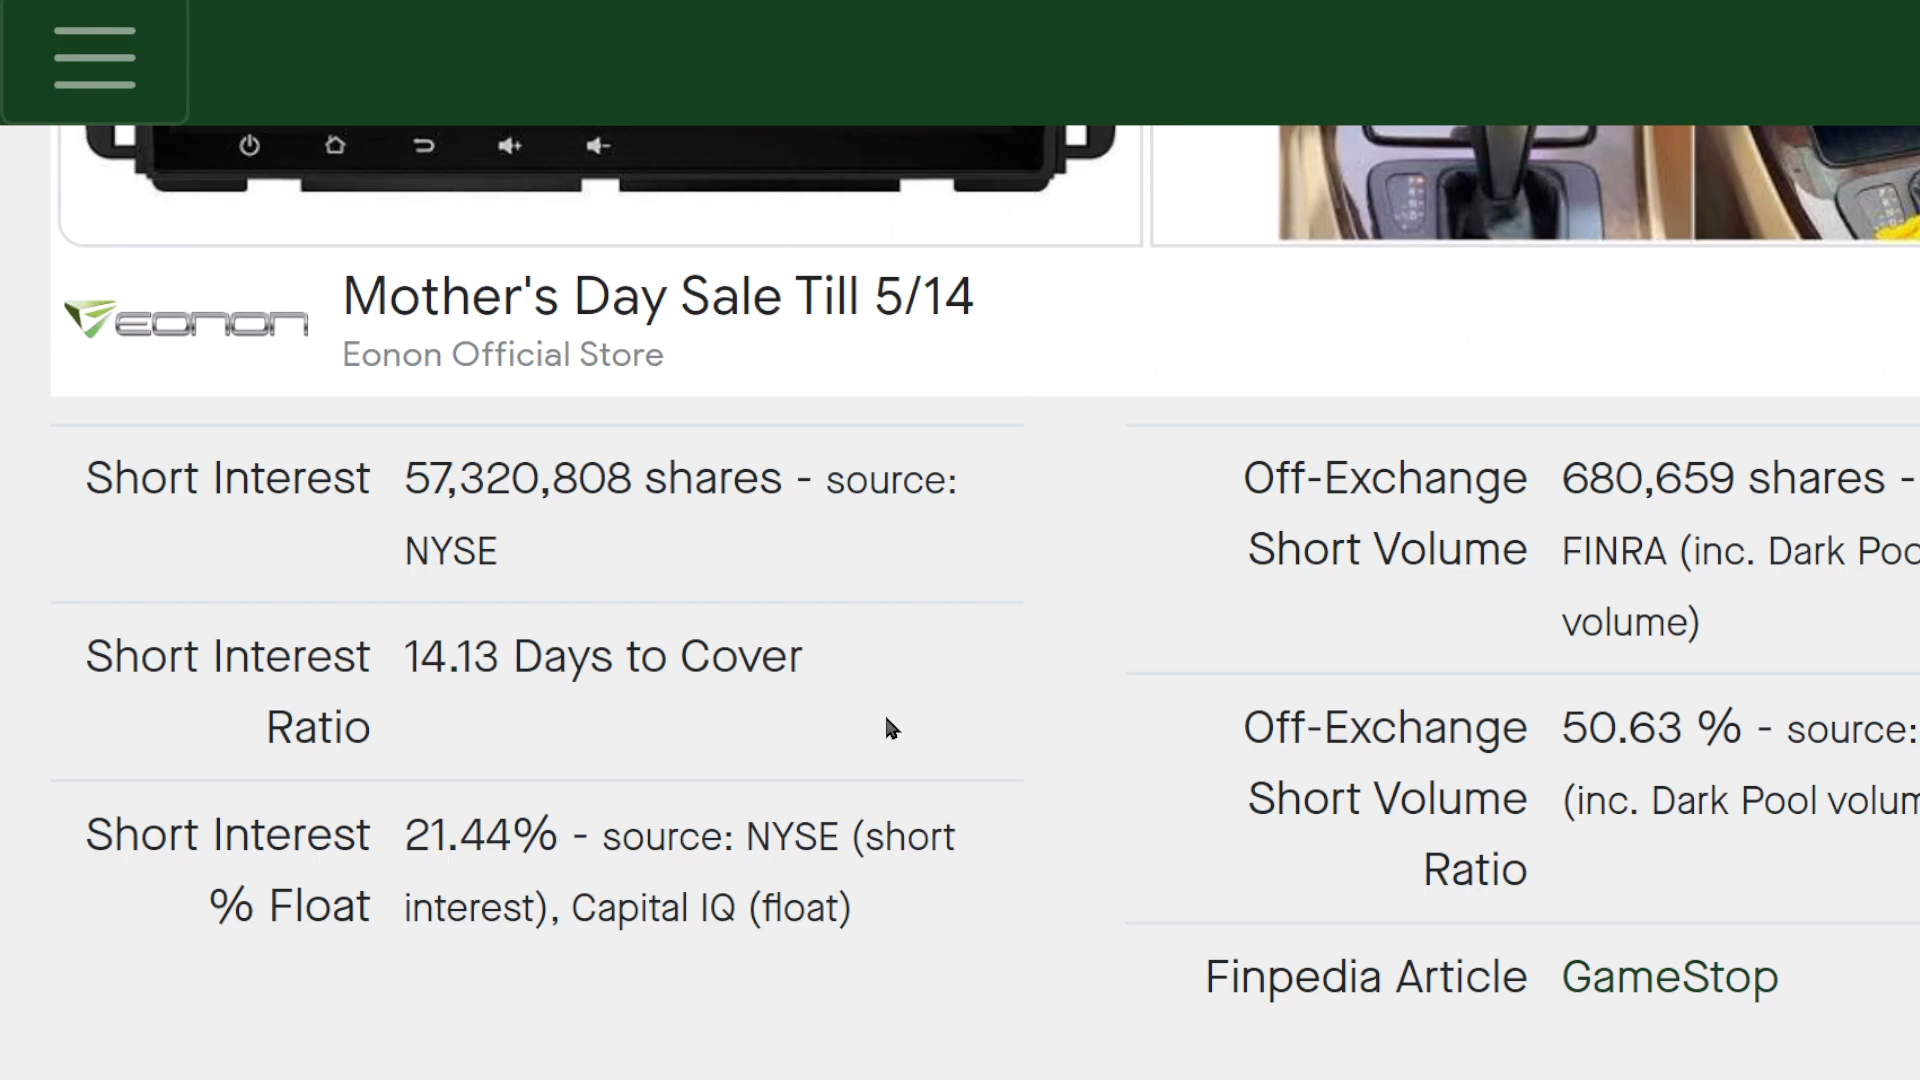 Mother's Day Sale Till 5/14
eonon
Eonon Official Store
Short Interest 57,320,808 shares - source:
NYSE
Short Interest 14.13 Days to Cover
Ratio
Short Interest 21.44% - source: NYSE (short
% Float interest), Capital IQ (float)
Off-Exchange 680,659 shares -
Short Volume FINRA (inc. Dark Poo
volume)
Off-Exchange 50.63 % - source:
Short Volume (inc. Dark Pool volum
Ratio
Finpedia Article GameStop